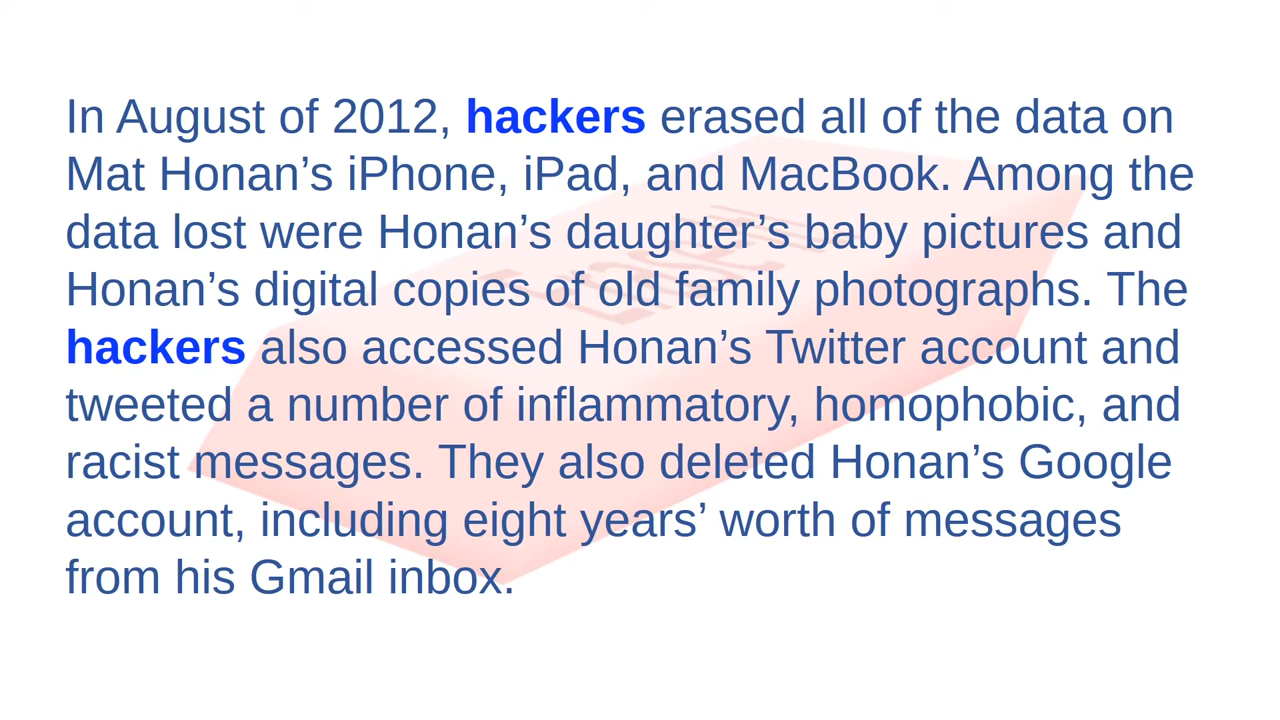 In August of 2012, hackers erased all of the data on
Mat Honan’s iPhone, iPad, and MacBook. Among the
data lost were Honan’s daughter’s baby pictures and
Honan’s digital copies of old family photographs. The
hackers also accessed Honan’s Twitter account and
tweeted a number of inflammatory, homophobic, and
racist messages. They also deleted Honan’s Google
account, including eight years’ worth of messages
from his Gmail inbox.